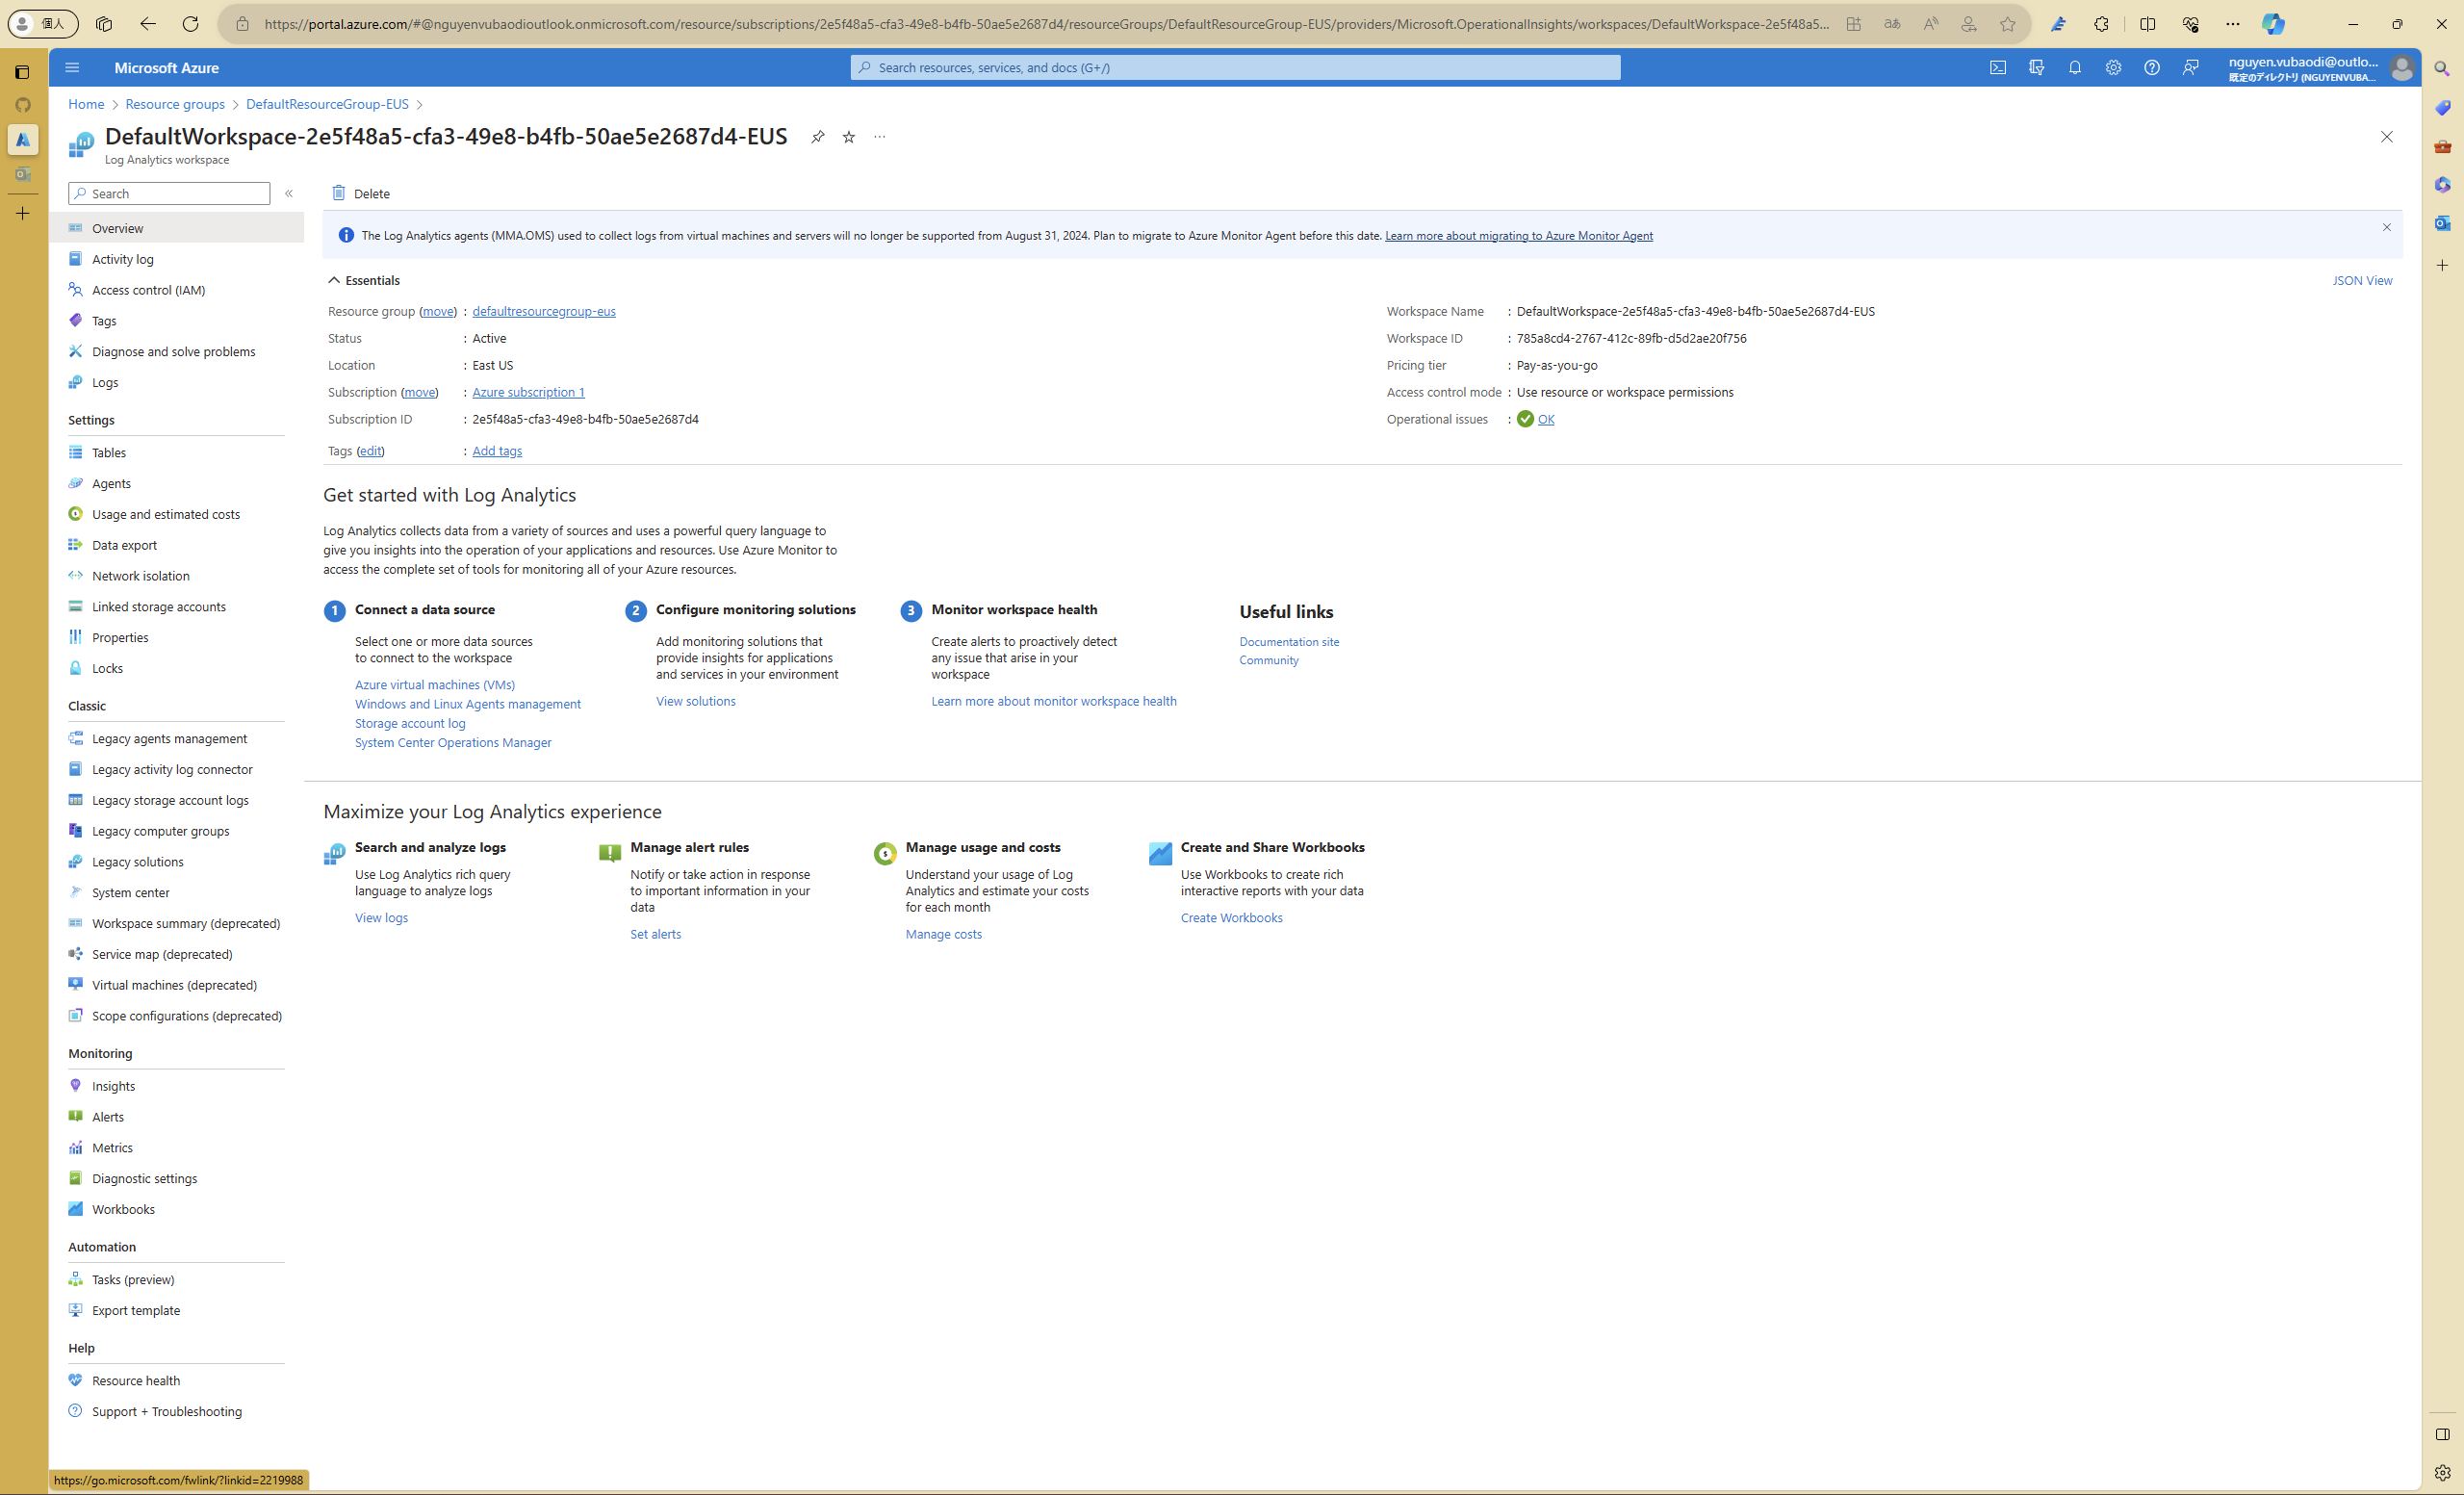 個人
https://portal.azure.com/#@nguyenvubaodioutlook.onmicrosoft.com/resource/subscriptions/2e5f48a5-cfa3-49e8-b4fb-50ae5e2687d4/resourceGroups/DefaultResourceGroup-EUS/providers/Microsoft.OperationalInsights/workspaces/DefaultWorkspace-2e5f48a5...
Microsoft Azure
Search resources, services, and docs (G+/)
nguyen.vubaodi@outlo...
既定のディレクトリ (NGUYENVUBA...
Home > Resource groups > DefaultResourceGroup-EUS >
DefaultWorkspace-2e5f48a5-cfa3-49e8-b4fb-50ae5e2687d4-EUS
Log Analytics workspace
Search
Overview
Activity log
Access control (IAM)
Tags
Diagnose and solve problems
Logs
Settings
Tables
Agents
Usage and estimated costs
Data export
Network isolation
Linked storage accounts
Properties
Locks
Classic
Legacy agents management
Legacy activity log connector
Legacy storage account logs
Legacy computer groups
Legacy solutions
System center
Workspace summary (deprecated)
Service map (deprecated)
Virtual machines (deprecated)
Scope configurations (deprecated)
Monitoring
Insights
Alerts
Metrics
Diagnostic settings
Workbooks
Automation
Tasks (preview)
Export template
Help
Resource health
Support + Troubleshooting
Delete
The Log Analytics agents (MMA.OMS) used to collect logs from virtual machines and servers will no longer be supported from August 31, 2024. Plan to migrate to Azure Monitor Agent before this date. Learn more about migrating to Azure Monitor Agent
Essentials
JSON View
Resource group (move) : defaultresourcegroup-eus
Status : Active
Location : East US
Subscription (move) : Azure subscription 1
Subscription ID : 2e5f48a5-cfa3-49e8-b4fb-50ae5e2687d4
Tags (edit) : Add tags
Workspace Name : DefaultWorkspace-2e5f48a5-cfa3-49e8-b4fb-50ae5e2687d4-EUS
Workspace ID : 785a8cd4-2767-412c-89fb-d5d2ae20f756
Pricing tier : Pay-as-you-go
Access control mode : Use resource or workspace permissions
Operational issues : OK
Get started with Log Analytics
Log Analytics collects data from a variety of sources and uses a powerful query language to
give you insights into the operation of your applications and resources. Use Azure Monitor to
access the complete set of tools for monitoring all of your Azure resources.
1 Connect a data source
Select one or more data sources
to connect to the workspace
Azure virtual machines (VMs)
Windows and Linux Agents management
Storage account log
System Center Operations Manager
2 Configure monitoring solutions
Add monitoring solutions that
provide insights for applications
and services in your environment
View solutions
3 Monitor workspace health
Create alerts to proactively detect
any issue that arise in your
workspace
Learn more about monitor workspace health
Useful links
Documentation site
Community
Maximize your Log Analytics experience
Search and analyze logs
Use Log Analytics rich query
language to analyze logs
View logs
Manage alert rules
Notify or take action in response
to important information in your
data
Set alerts
Manage usage and costs
Understand your usage of Log
Analytics and estimate your costs
for each month
Manage costs
Create and Share Workbooks
Use Workbooks to create rich
interactive reports with your data
Create Workbooks
https://go.microsoft.com/fwlink/?linkid=2219988